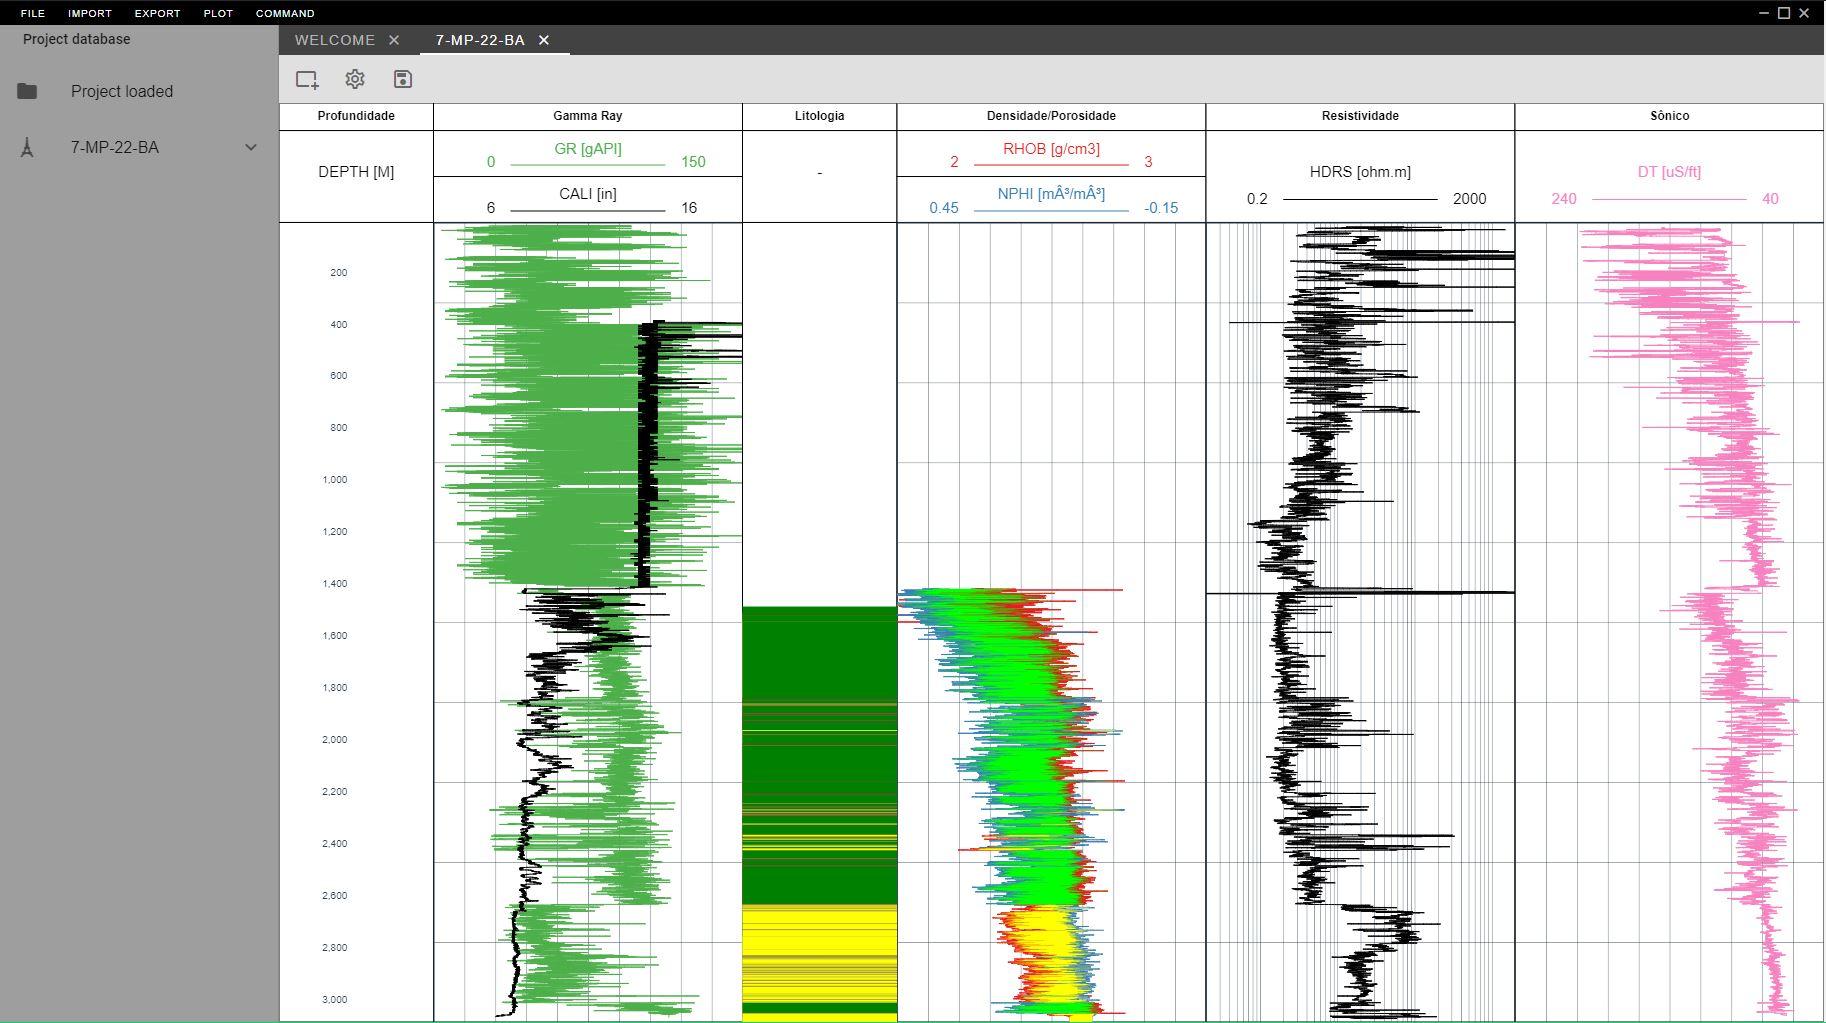 FILE IMPORT EXPORT PLOT COMMAND
Project database
Project loaded
7-MP-22-BA
WELCOME 7-MP-22-BA
Profundidade Gamma Ray Litologia Densidade/Porosidade Resistividade Sônico
DEPTH [M]
GR [gAPI]
0 150
CALI [in]
6 16
-
RHOB [g/cm3]
2 3
NPHI [mÂ³/mÂ³]
0.45 -0.15
HDRS [ohm.m]
0.2 2000
DT [uS/ft]
240 40
200
400
600
800
1,000
1,200
1,400
1,600
1,800
2,000
2,200
2,400
2,600
2,800
3,000